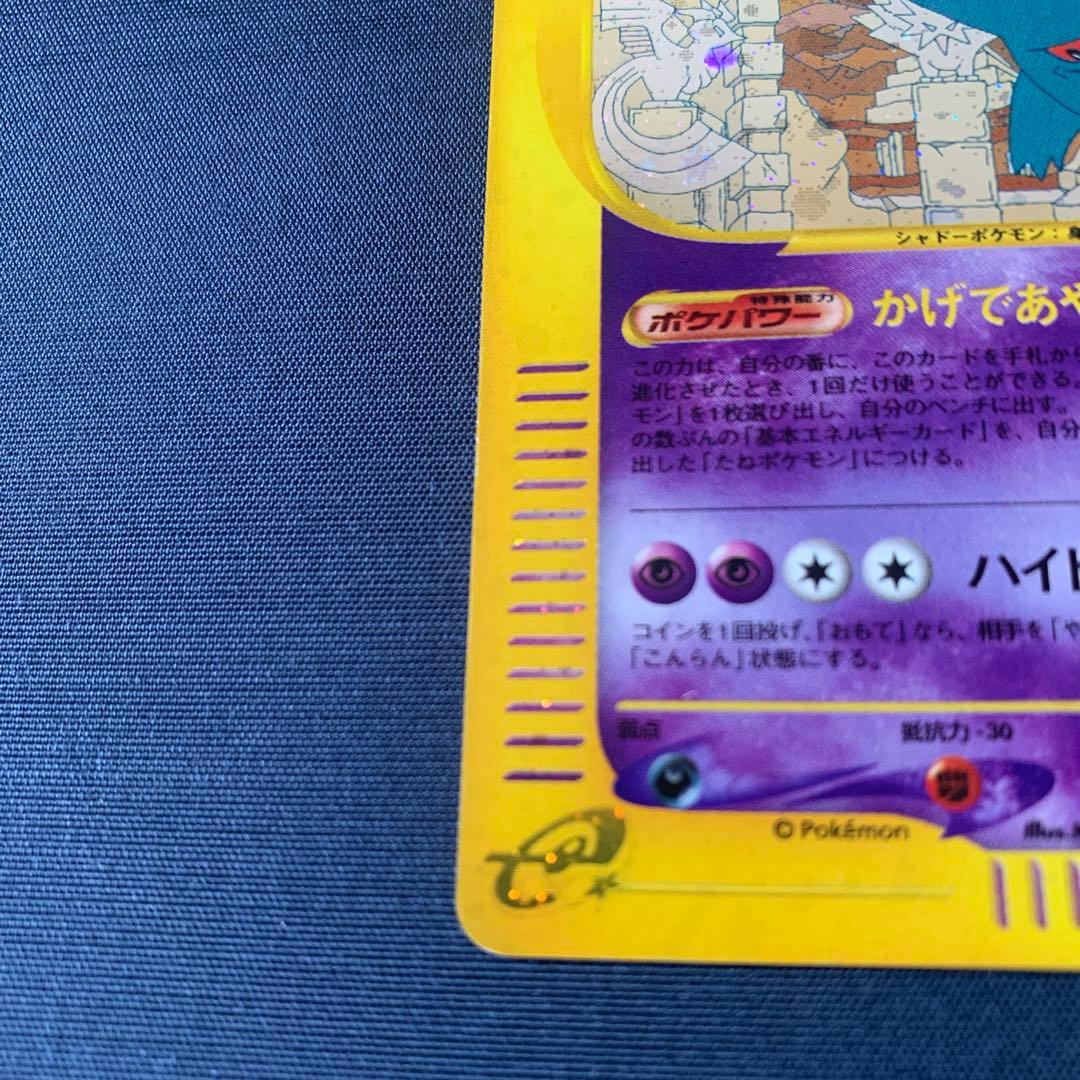 シャドーポケモン：
特殊能力
ポケパワー
かげであや
この力は、自分の番に、このカードを手札から
進化させたとき、1回だけ使うことができる。
モン」を1枚選び出し、自分のベンチに出す。
の数ぶんの「基本エネルギーカード」を、自分
出した「たねポケモン」につける。
ハイド
コインを1回投げ、「おもて」なら、相手を「や
「こんらん」状態にする。
弱点 抵抗力 -30
© Pokémon illus.
e